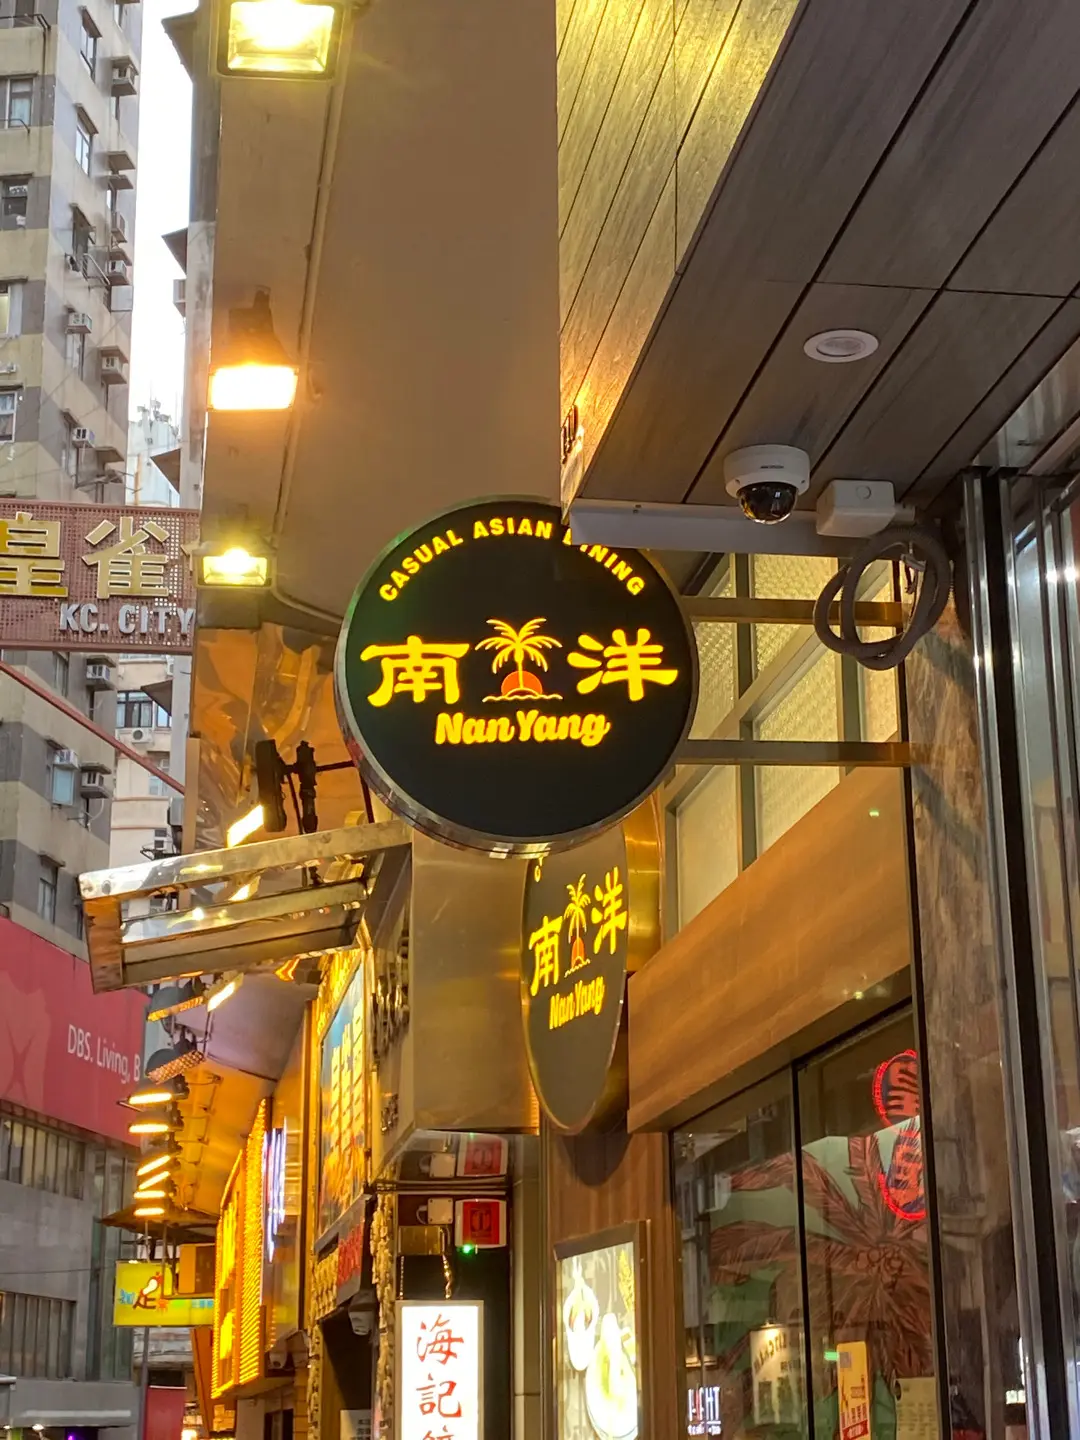 CASUAL ASIAN DINING
南洋
Nan Yang
南洋
Nan Yang
皇雀
KC. CITY
DBS. Living,
海記
足